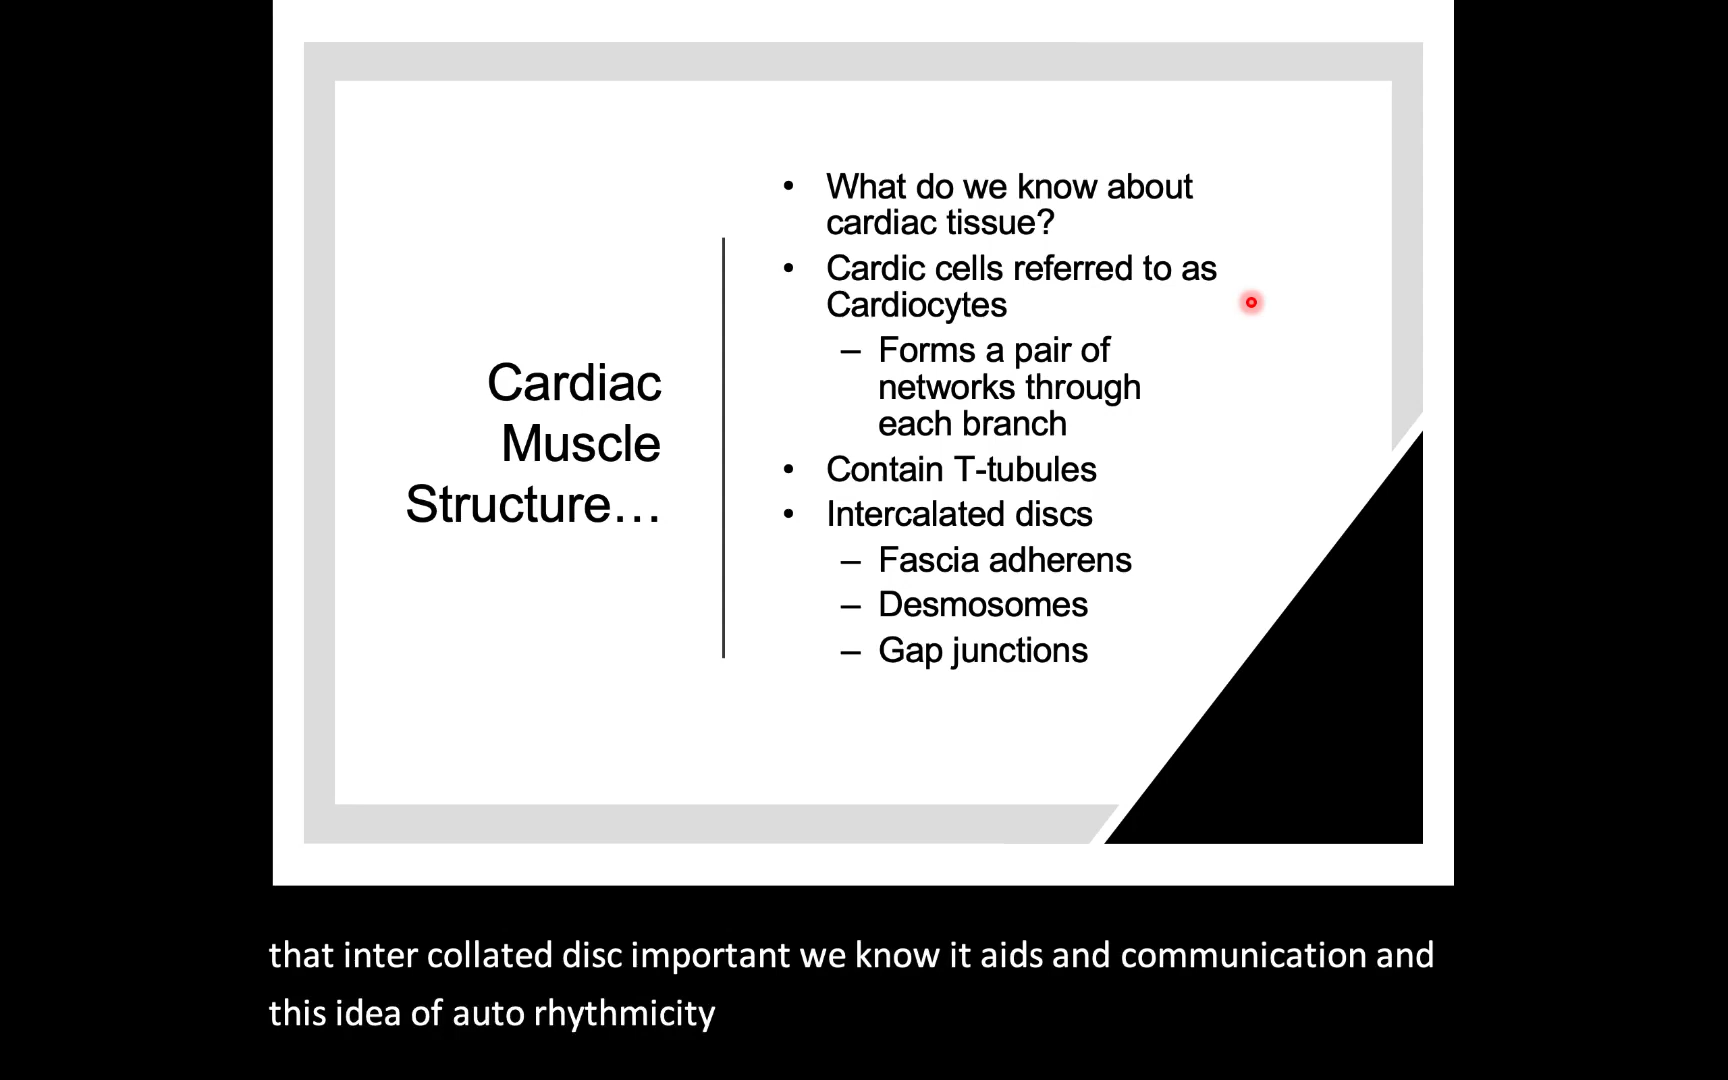 Cardiac
Muscle
Structure…
• What do we know about
cardiac tissue?
• Cardic cells referred to as
Cardiocytes
– Forms a pair of
networks through
each branch
• Contain T-tubules
• Intercalated discs
– Fascia adherens
– Desmosomes
– Gap junctions
that inter collated disc important we know it aids and communication and
this idea of auto rhythmicity